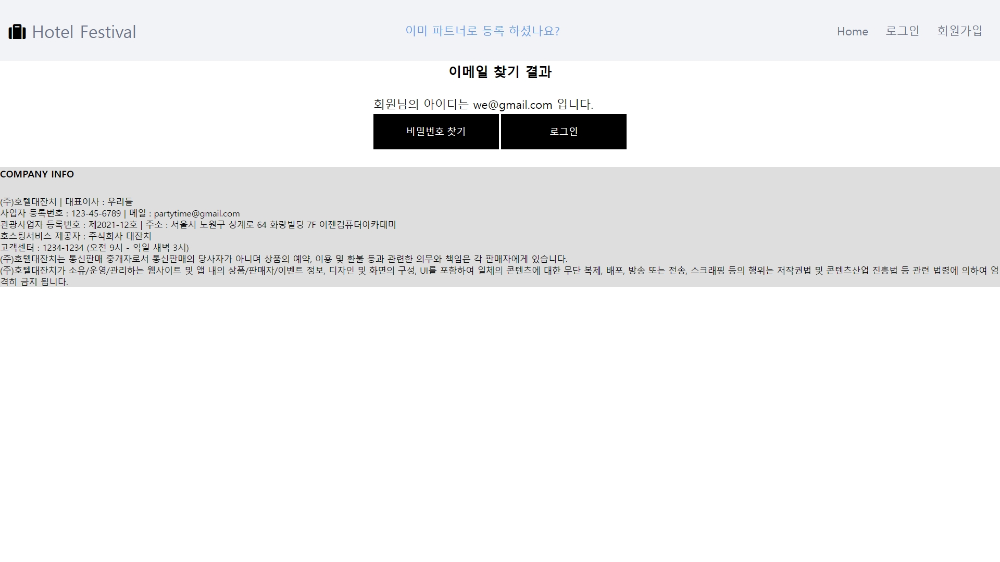 Hotel Festival
이미 파트너로 등록 하셨나요?
Home 로그인 회원가입
이메일 찾기 결과
회원님의 아이디는 we@gmail.com 입니다.
비밀번호 찾기 로그인
COMPANY INFO
(주)호텔대잔치 | 대표이사 : 우리들
사업자 등록번호 : 123-45-6789 | 메일 : partytime@gmail.com
관광사업자 등록번호 : 제2021-12호 | 주소 : 서울시 노원구 상계로 64 화랑빌딩 7F 이젠컴퓨터아카데미
호스팅서비스 제공자 : 주식회사 대잔치
고객센터 : 1234-1234 (오전 9시 - 익일 새벽 3시)
(주)호텔대잔치는 통신판매 중개자로서 통신판매의 당사자가 아니며 상품의 예약, 이용 및 환불 등과 관련한 의무와 책임은 각 판매자에게 있습니다.
(주)호텔대잔치가 소유/운영/관리하는 웹사이트 및 앱 내의 상품/판매자/이벤트 정보, 디자인 및 화면의 구성, UI를 포함하여 일체의 콘텐츠에 대한 무단 복제, 배포, 방송 또는 전송, 스크래핑 등의 행위는 저작권법 및 콘텐츠산업 진흥법 등 관련 법령에 의하여 엄
격히 금지 됩니다.